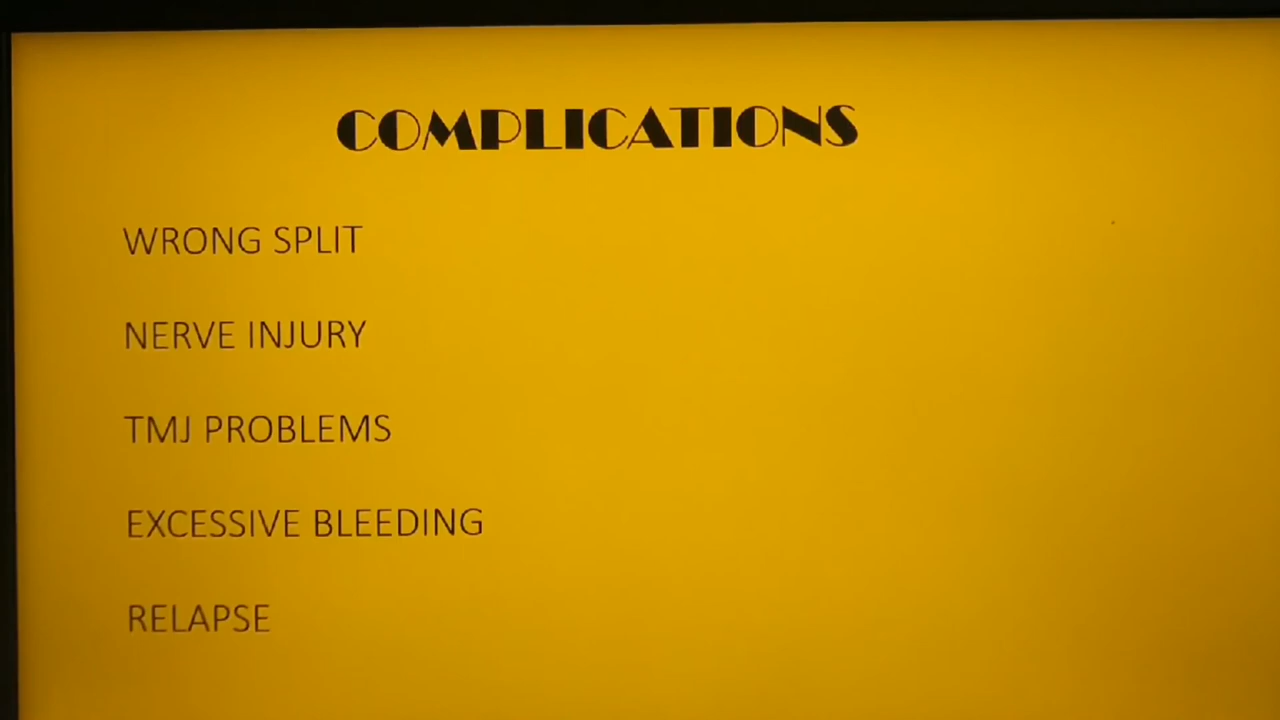 COMPLICATIONS
WRONG SPLIT
NERVE INJURY
TMJ PROBLEMS
EXCESSIVE BLEEDING
RELAPSE